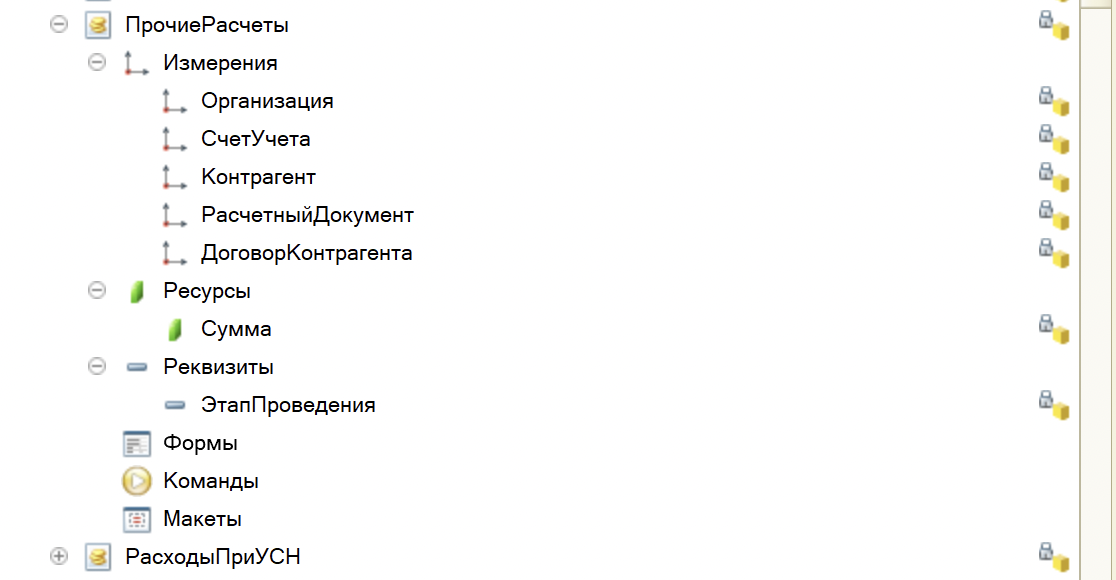 ПрочиеРасчеты
Измерения
Организация
СчетУчета
Контрагент
РасчетныйДокумент
ДоговорКонтрагента
Ресурсы
Сумма
Реквизиты
ЭтапПроведения
Формы
Команды
Макеты
РасходыПриУСН